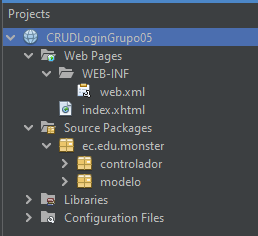 Projects
CRUDLoginGrupo05
Web Pages
WEB-INF
web.xml
index.xhtml
Source Packages
ec.edu.monster
controlador
modelo
Libraries
Configuration Files